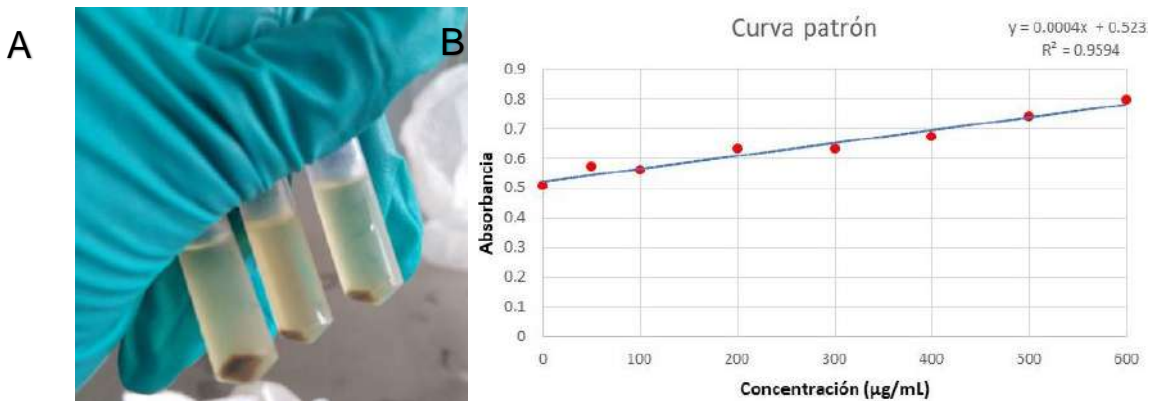 A
B
Curva patrón
y = 0.0004x + 0.523
R² = 0.9594
0.9
0.8
0.7
0.6
0.5
0.4
0.3
0.2
0.1
0
Absorbancia
0 100 200 300 400 500 600
Concentración (µg/mL)